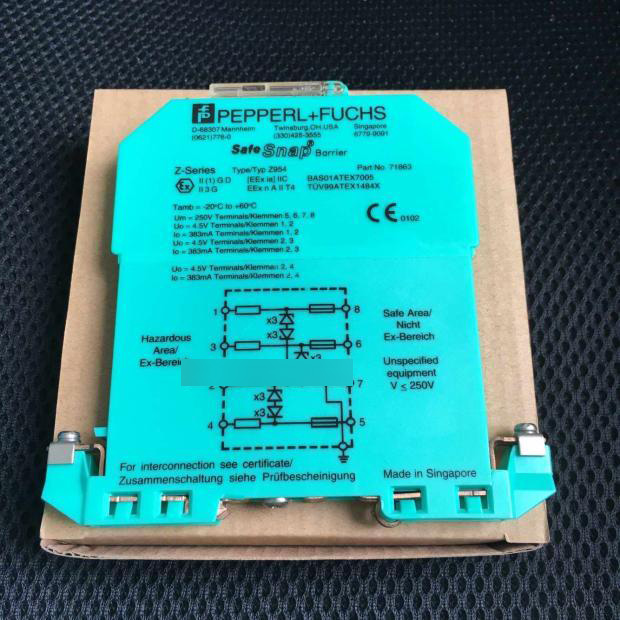 PEPPERL+FUCHS
D-68307 Mannheim Twinsburg,OH,USA Singapore
(0621)776-0 (330)425-3555 6779-9091
Safe Snap Barrier
Z-Series Type/Typ Z954 Part No. 71863
Ex II (1) G D [EEx ia] IIC BAS01ATEX7005
II 3 G EEx n A II T4 TÜV99ATEX1484X
Tamb = -20°C to +60°C
Um = 250V Terminals/Klemmen 5, 6, 7, 8
Uo = 4.5V Terminals/Klemmen 1, 2
Io = 383mA Terminals/Klemmen 1, 2
Uo = 4.5V Terminals/Klemmen 2, 3
Io = 383mA Terminals/Klemmen 2, 3
CE 0102
Uo = 4.5V Terminals/Klemmen 2, 4
Io = 383mA Terminals/Klemmen 2, 4
1 x3 8
3 x3 6
x3
2 x3 7
x3
4 5
Hazardous
Area/
Ex-Bereich
Safe Area/
Nicht
Ex-Bereich
Unspecified
equipment
V ≤ 250V
For interconnection see certificate/
Zusammenschaltung siehe Prüfbescheinigung
Made in Singapore